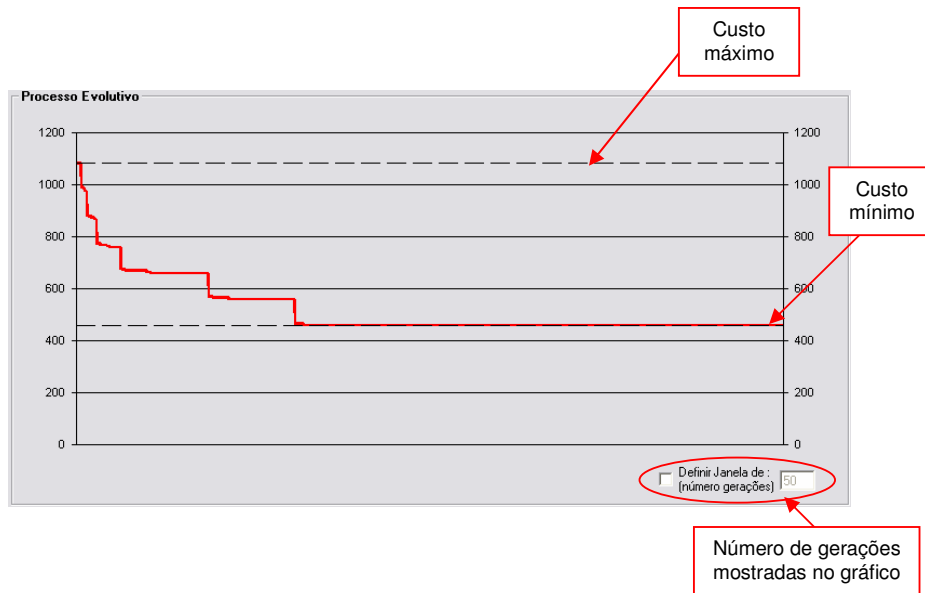 Custo
máximo
Processo Evolutivo
1200
1200
1000
1000
Custo
mínimo
800
800
600
600
400
400
200
200
0
0
Definir Janela de :
(número gerações)
50
Número de gerações
mostradas no gráfico